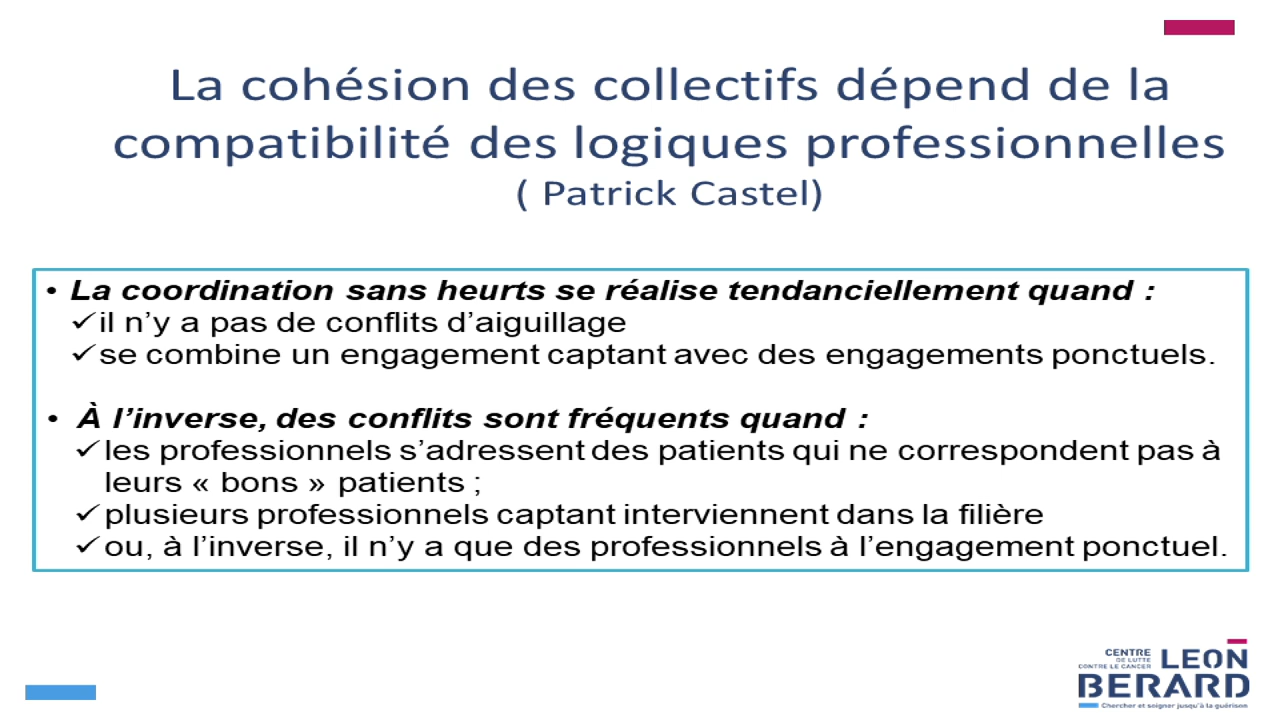 La cohésion des collectifs dépend de la
compatibilité des logiques professionnelles
( Patrick Castel)
• La coordination sans heurts se réalise tendanciellement quand :
✓il n’y a pas de conflits d’aiguillage
✓se combine un engagement captant avec des engagements ponctuels.
• À l’inverse, des conflits sont fréquents quand :
✓les professionnels s’adressent des patients qui ne correspondent pas à
leurs « bons » patients ;
✓plusieurs professionnels captant interviennent dans la filière
✓ou, à l’inverse, il n’y a que des professionnels à l’engagement ponctuel.
CENTRE
DE LUTTE
CONTRE LE CANCER
LEON
BERARD
Chercher et soigner jusqu’à la guérison